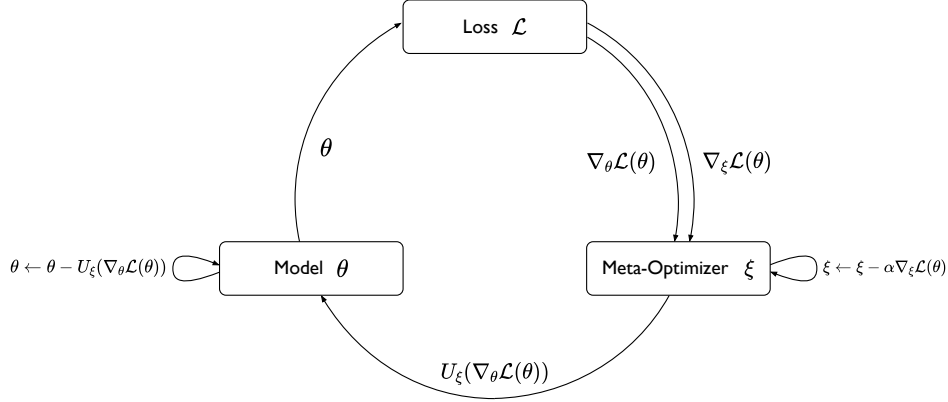 Loss ℒ
θ
∇_θℒ(θ)
∇_ξℒ(θ)
θ ← θ − U_ξ(∇_θℒ(θ))
Model θ
Meta-Optimizer ξ
ξ ← ξ − α∇_ξℒ(θ)
U_ξ(∇_θℒ(θ))